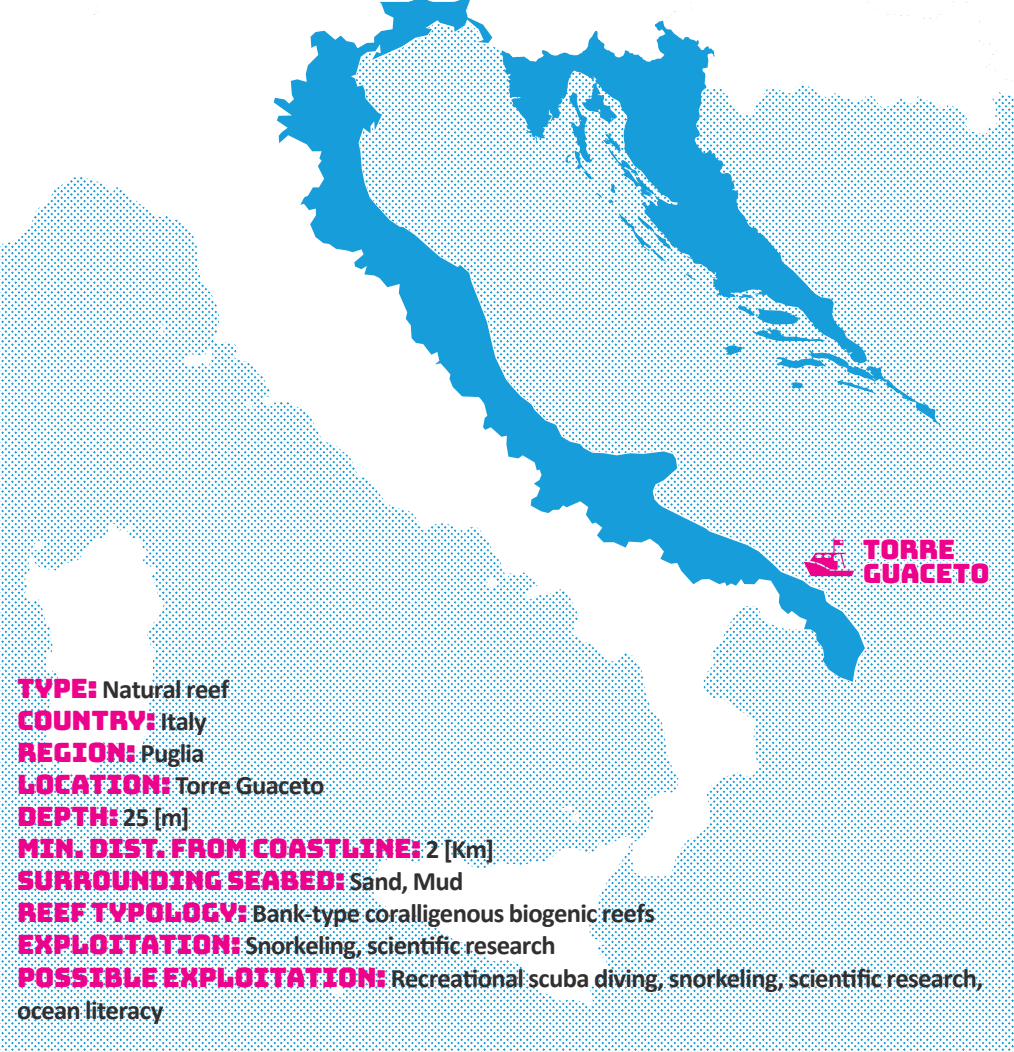 TORRE
GUACETO
TYPE: Natural reef
COUNTRY: Italy
REGION: Puglia
LOCATION: Torre Guaceto
DEPTH: 25 [m]
MIN. DIST. FROM COASTLINE: 2 [Km]
SURROUNDING SEABED: Sand, Mud
REEF TYPOLOGY: Bank-type coralligenous biogenic reefs
EXPLOITATION: Snorkeling, scientific research
POSSIBLE EXPLOITATION: Recreational scuba diving, snorkeling, scientific research,
ocean literacy